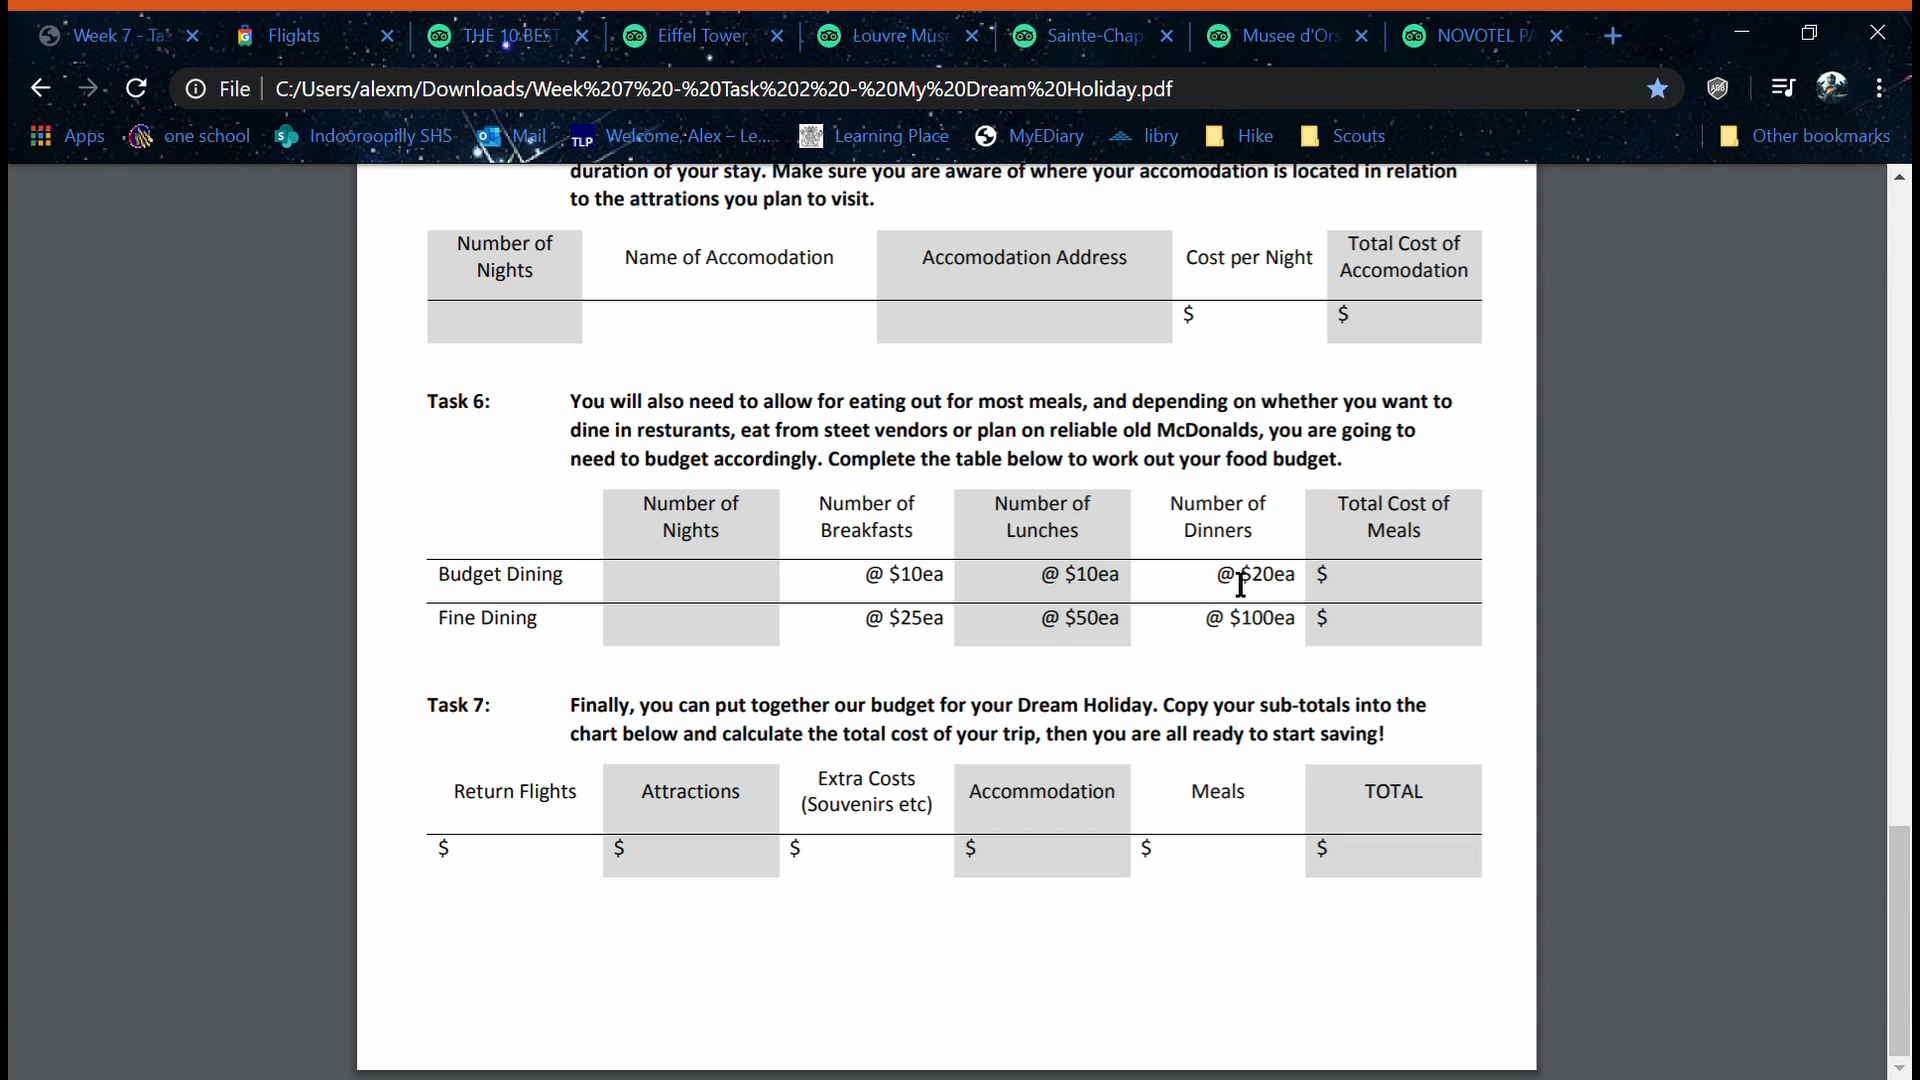 Week 7 - Ta
Flights
THE 10 BEST
Eiffel Tower
Louvre Muse
Sainte-Chap
Musee d'Ors
NOVOTEL PA
File
C:/Users/alexm/Downloads/Week%207%20-%20Task%202%20-%20My%20Dream%20Holiday.pdf
Apps
one school
Indooroopilly SHS
Mail
TLP
Welcome, Alex – Le...
Learning Place
MyEDiary
libry
Hike
Scouts
Other bookmarks
duration of your stay. Make sure you are aware of where your accomodation is located in relation
to the attrations you plan to visit.
Number of
Nights
Name of Accomodation
Accomodation Address
Cost per Night
Total Cost of
Accomodation
$
$
Task 6:
You will also need to allow for eating out for most meals, and depending on whether you want to
dine in resturants, eat from steet vendors or plan on reliable old McDonalds, you are going to
need to budget accordingly. Complete the table below to work out your food budget.
Number of
Nights
Number of
Breakfasts
Number of
Lunches
Number of
Dinners
Total Cost of
Meals
Budget Dining
@ $10ea
@ $10ea
@ $20ea
$
Fine Dining
@ $25ea
@ $50ea
@ $100ea
$
Task 7:
Finally, you can put together our budget for your Dream Holiday. Copy your sub-totals into the
chart below and calculate the total cost of your trip, then you are all ready to start saving!
Return Flights
Attractions
Extra Costs
(Souvenirs etc)
Accommodation
Meals
TOTAL
$
$
$
$
$
$